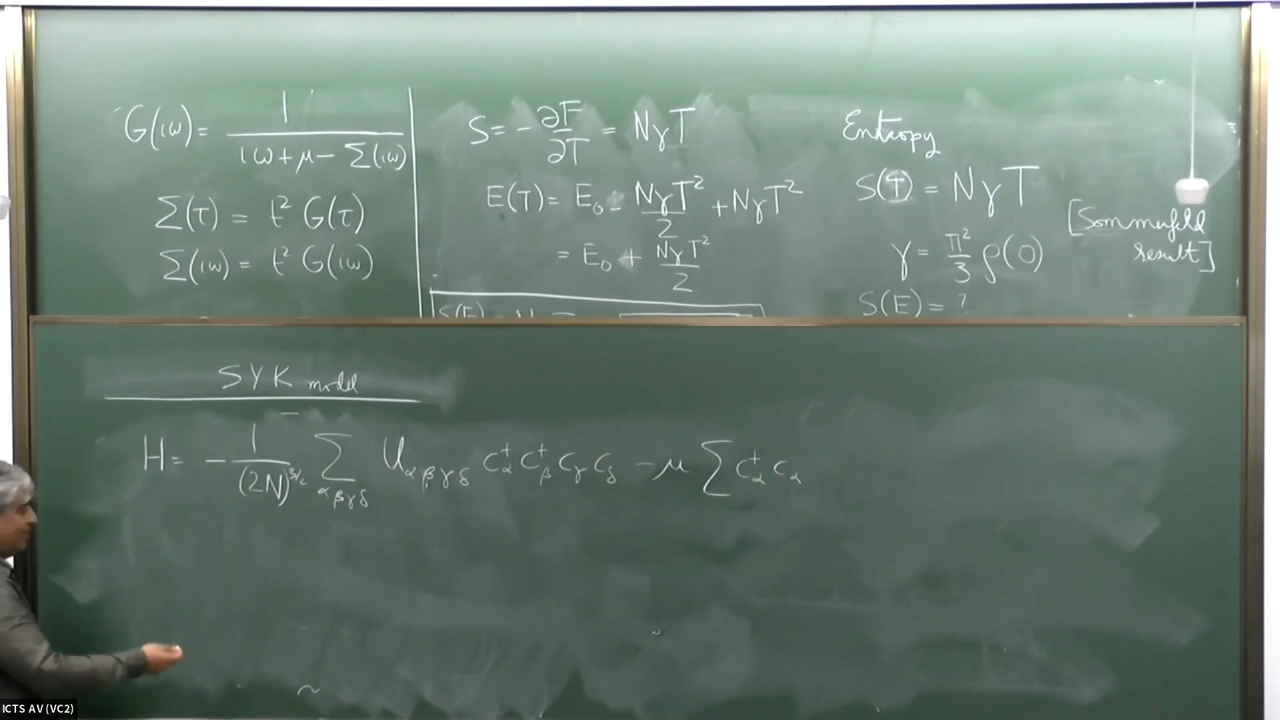 G(iω) = 1 / (iω + μ − Σ(iω))
Σ(τ) = t² G(τ)
Σ(iω) = t² G(iω)
S = − ∂F/∂T = NγT
E(T) = E₀ − NγT²/2 + NγT²
= E₀ + NγT²/2
Entropy
S(T) = NγT
[Sommerfeld
result]
γ = π²/3 ρ(0)
S(E) = ?
SYK model
H = − 1/(2N)^{3/2} Σ_{αβγδ} U_{αβγδ} c†_α c†_β c_γ c_δ − μ Σ c†_α c_α
ICTS AV (VC2)